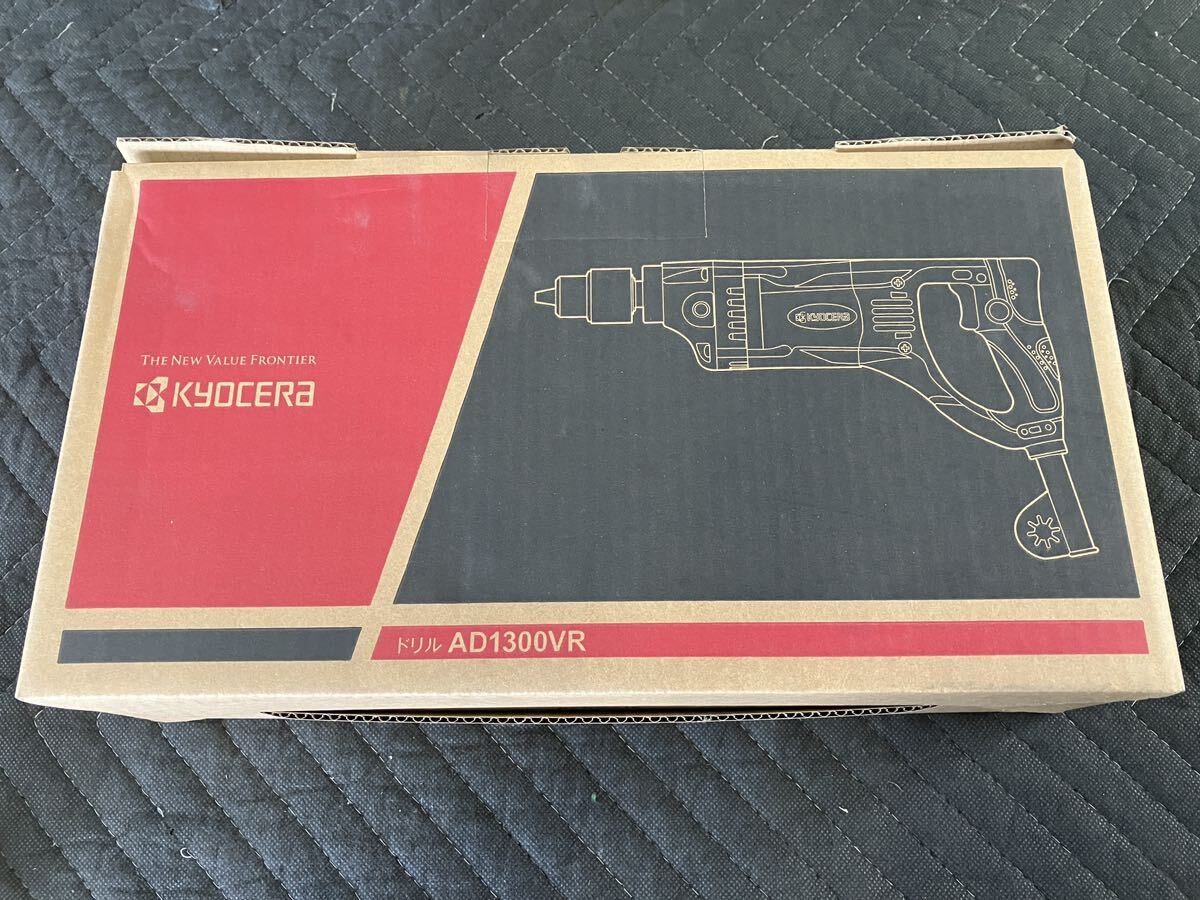 THE NEW VALUE FRONTIER
KYOCERA
KYOCERA
ドリル AD1300VR